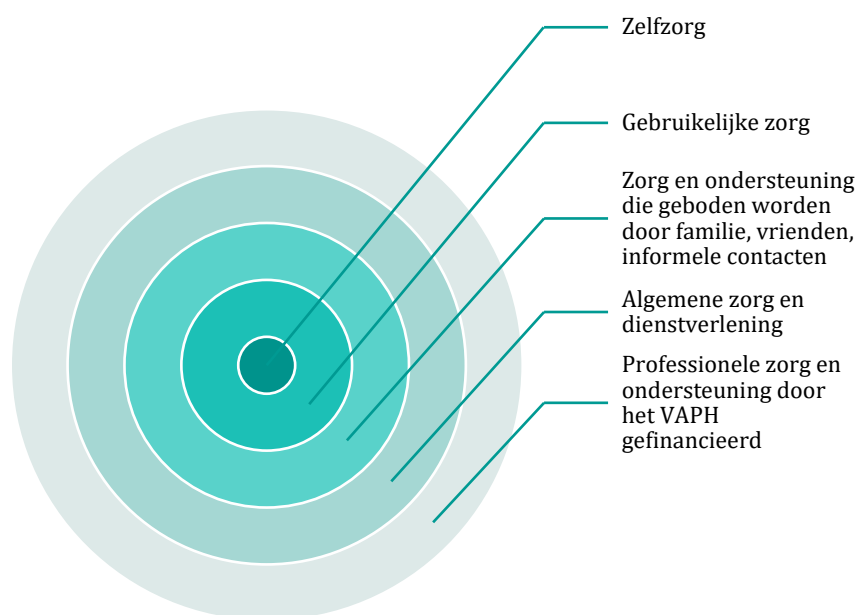 Zelfzorg
Gebruikelijke zorg
Zorg en ondersteuning
die geboden worden
door familie, vrienden,
informele contacten
Algemene zorg en
dienstverlening
Professionele zorg en
ondersteuning door
het VAPH
gefinancieerd